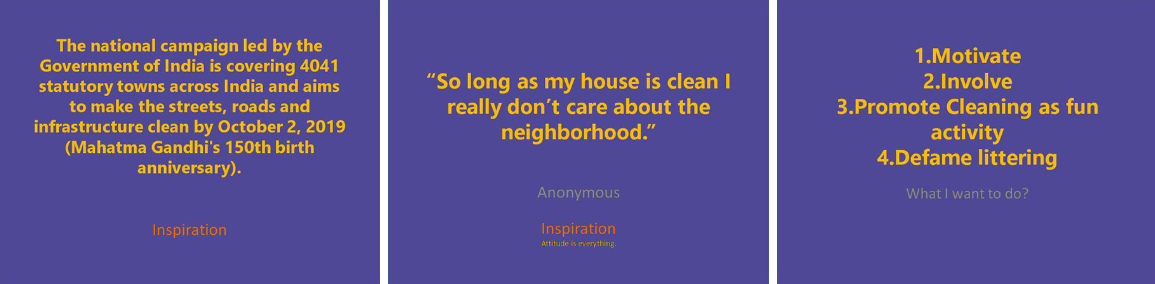 The national campaign led by the
Government of India is covering 4041
statutory towns across India and aims
to make the streets, roads and
infrastructure clean by October 2, 2019
(Mahatma Gandhi's 150th birth
anniversary).
Inspiration
“So long as my house is clean I
really don’t care about the
neighborhood.”
Anonymous
Inspiration
Attitude is everything.
1.Motivate
2.Involve
3.Promote Cleaning as fun
activity
4.Defame littering
What I want to do?